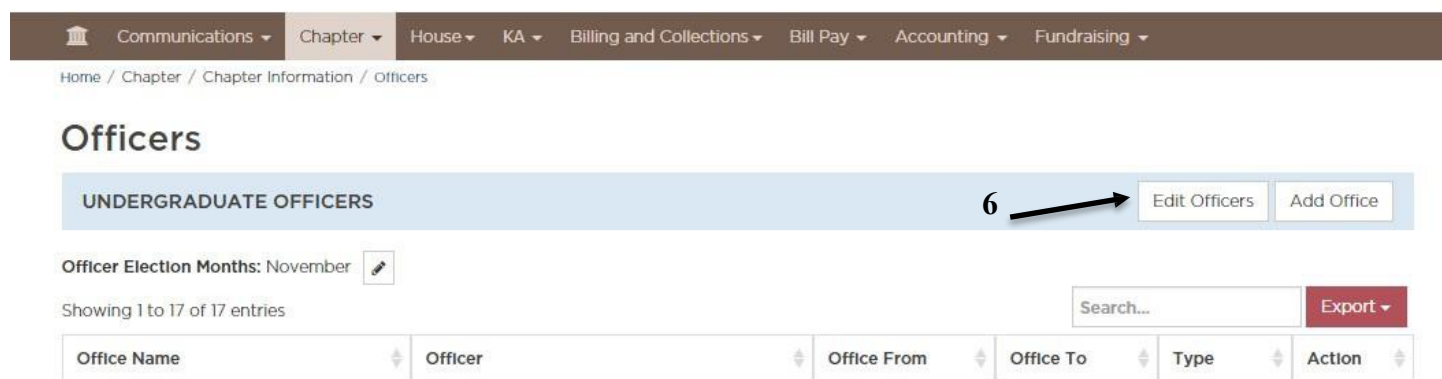 Communications Chapter House KA Billing and Collections Bill Pay Accounting Fundraising
Home / Chapter / Chapter Information / Officers
Officers
UNDERGRADUATE OFFICERS 6 Edit Officers Add Office
Officer Election Months: November
Showing 1 to 17 of 17 entries Search... Export
Office Name Officer Office From Office To Type Action